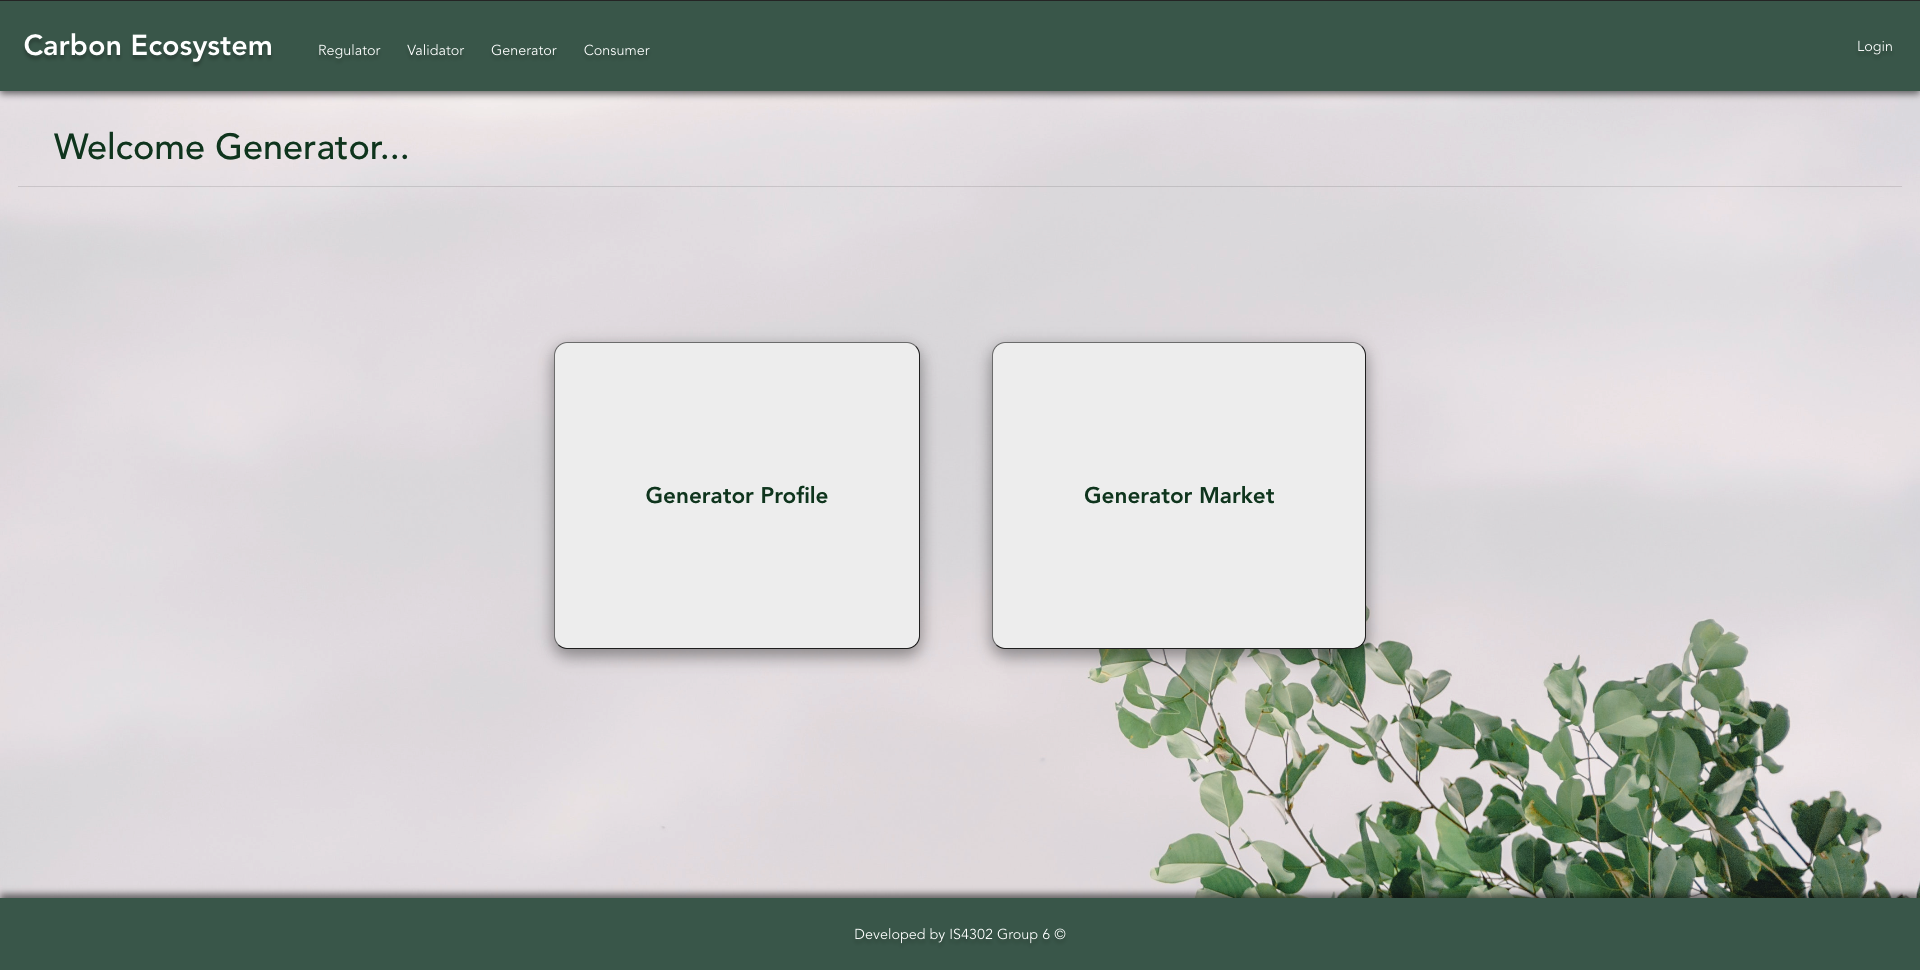 Carbon Ecosystem Regulator Validator Generator Consumer Login
Welcome Generator...
Generator Profile Generator Market
Developed by IS4302 Group 6 ©